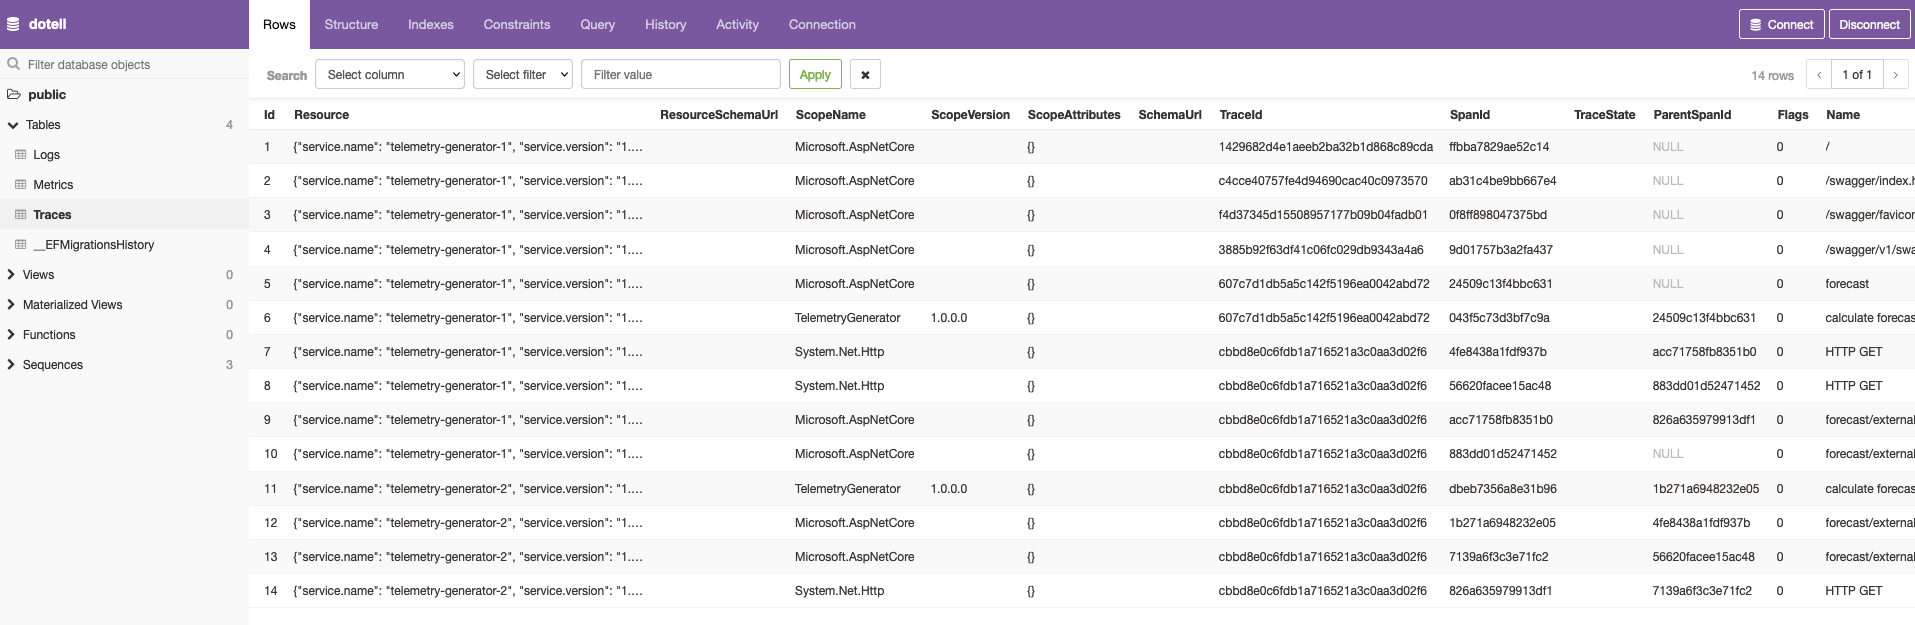 dotell Rows Structure Indexes Constraints Query History Activity Connection Connect Disconnect
Filter database objects Search Select column Select filter Filter value Apply 14 rows 1 of 1
public
Tables 4
Logs
Metrics
Traces
__EFMigrationsHistory
Views 0
Materialized Views 0
Functions 0
Sequences 3
Id Resource ResourceSchemaUrl ScopeName ScopeVersion ScopeAttributes SchemaUrl TraceId SpanId TraceState ParentSpanId Flags Name
1 {"service.name": "telemetry-generator-1", "service.version": "1.... Microsoft.AspNetCore {} 1429682d4e1aeeb2ba32b1d868c89cda ffbba7829ae52c14 NULL 0 /
2 {"service.name": "telemetry-generator-1", "service.version": "1.... Microsoft.AspNetCore {} c4cce40757fe4d94690cac40c0973570 ab31c4be9bb667e4 NULL 0 /swagger/index.h
3 {"service.name": "telemetry-generator-1", "service.version": "1.... Microsoft.AspNetCore {} f4d37345d15508957177b09b04fadb01 0f8ff898047375bd NULL 0 /swagger/favicor
4 {"service.name": "telemetry-generator-1", "service.version": "1.... Microsoft.AspNetCore {} 3885b92f63df41c06fc029db9343a4a6 9d01757b3a2fa437 NULL 0 /swagger/v1/swa
5 {"service.name": "telemetry-generator-1", "service.version": "1.... Microsoft.AspNetCore {} 607c7d1db5a5c142f5196ea0042abd72 24509c13f4bbc631 NULL 0 forecast
6 {"service.name": "telemetry-generator-1", "service.version": "1.... TelemetryGenerator 1.0.0.0 {} 607c7d1db5a5c142f5196ea0042abd72 043f5c73d3bf7c9a 24509c13f4bbc631 0 calculate forecas
7 {"service.name": "telemetry-generator-1", "service.version": "1.... System.Net.Http {} cbbd8e0c6fdb1a716521a3c0aa3d02f6 4fe8438a1fdf937b acc71758fb8351b0 0 HTTP GET
8 {"service.name": "telemetry-generator-1", "service.version": "1.... System.Net.Http {} cbbd8e0c6fdb1a716521a3c0aa3d02f6 56620facee15ac48 883dd01d52471452 0 HTTP GET
9 {"service.name": "telemetry-generator-1", "service.version": "1.... Microsoft.AspNetCore {} cbbd8e0c6fdb1a716521a3c0aa3d02f6 acc71758fb8351b0 826a635979913df1 0 forecast/external
10 {"service.name": "telemetry-generator-1", "service.version": "1.... Microsoft.AspNetCore {} cbbd8e0c6fdb1a716521a3c0aa3d02f6 883dd01d52471452 NULL 0 forecast/external
11 {"service.name": "telemetry-generator-2", "service.version": "1.... TelemetryGenerator 1.0.0.0 {} cbbd8e0c6fdb1a716521a3c0aa3d02f6 dbeb7356a8e31b96 1b271a6948232e05 0 calculate forecas
12 {"service.name": "telemetry-generator-2", "service.version": "1.... Microsoft.AspNetCore {} cbbd8e0c6fdb1a716521a3c0aa3d02f6 1b271a6948232e05 4fe8438a1fdf937b 0 forecast/external
13 {"service.name": "telemetry-generator-2", "service.version": "1.... Microsoft.AspNetCore {} cbbd8e0c6fdb1a716521a3c0aa3d02f6 7139a6f3c3e71fc2 56620facee15ac48 0 forecast/external
14 {"service.name": "telemetry-generator-2", "service.version": "1.... System.Net.Http {} cbbd8e0c6fdb1a716521a3c0aa3d02f6 826a635979913df1 7139a6f3c3e71fc2 0 HTTP GET